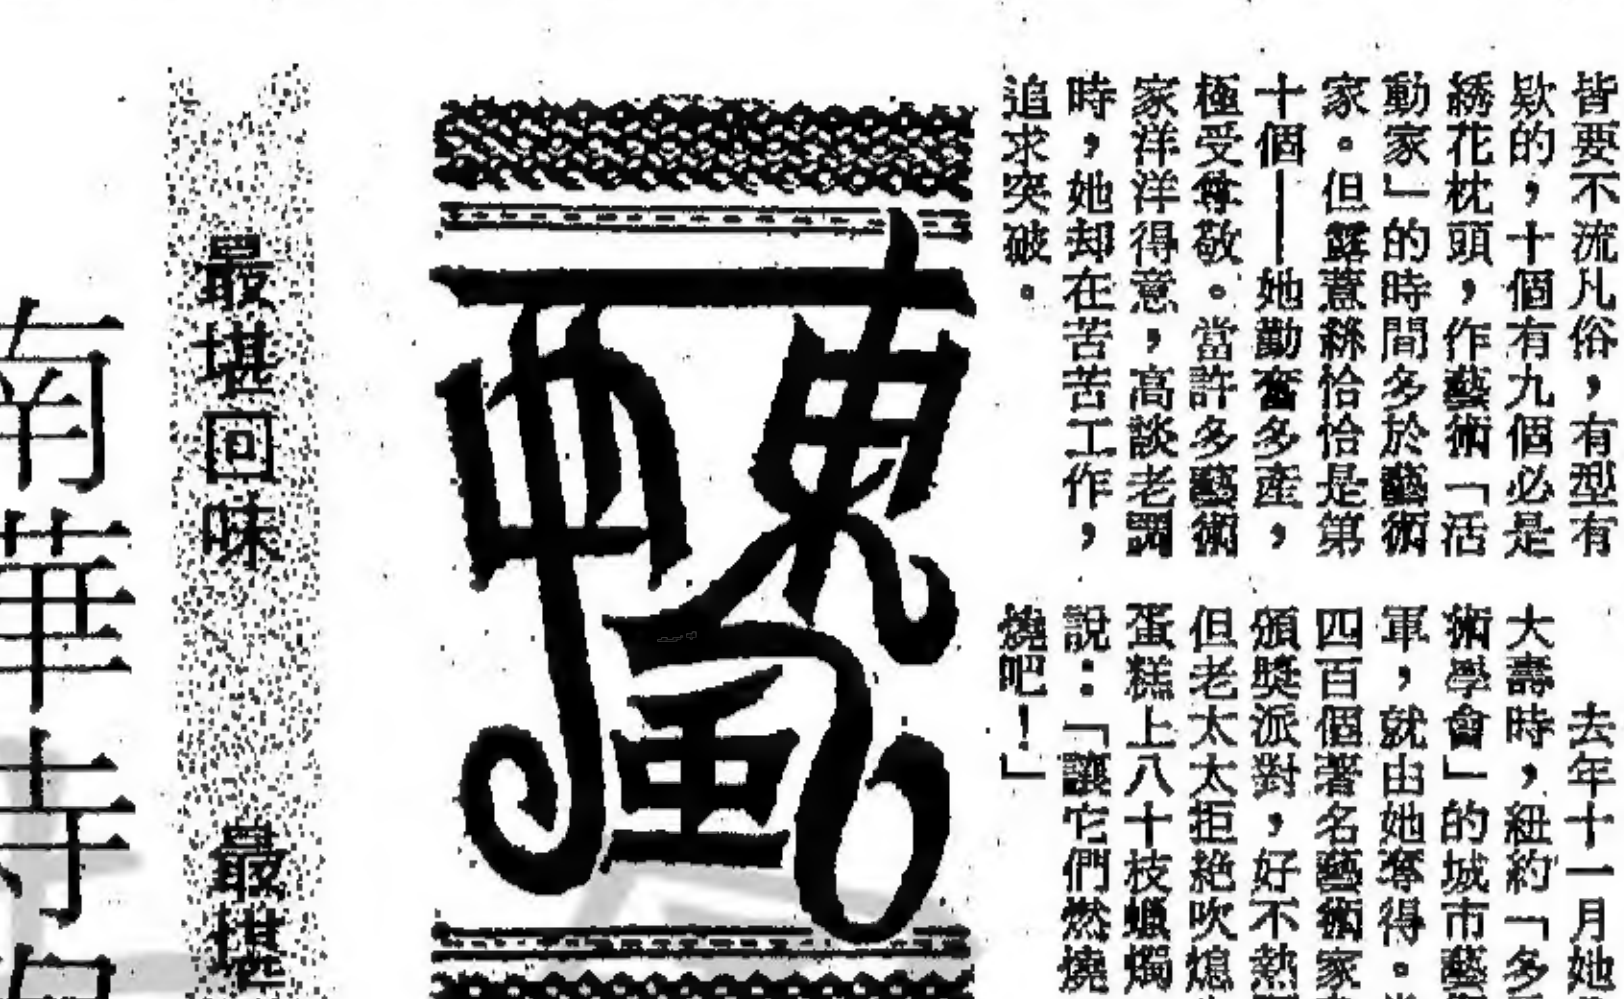 皆要不流凡俗，有型有
欵的，十個有九個必是
綉花枕頭，作藝術「活
動家」的時間多於藝術
家。但露薏絲恰恰是第
十個——她勤奮多産，
極受尊敬。當許多藝術
家洋洋得意，高談老調
時，她却在苦苦工作，
追求突破。
去年十一月她
大壽時，紐約「多
術學會」的城市藝
軍，就由她奪得。
四百個著名藝術家
頒獎派對，好不熱
但老太太拒絶吹熄
蛋糕上八十枝蠟燭
說：「讓它們燃燒
燒吧！」
東西風
最堪回味
最堪
南華寺